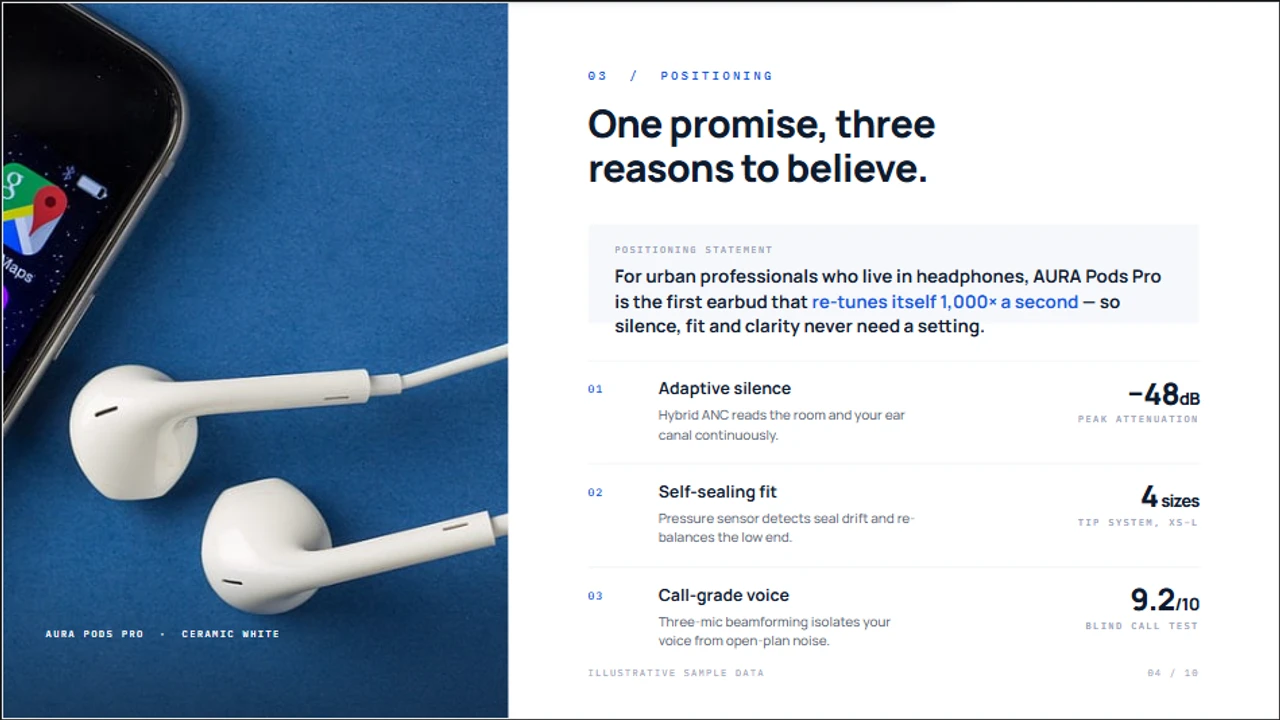 g
Maps
AURA PODS PRO · CERAMIC WHITE
03 / POSITIONING
One promise, three
reasons to believe.
POSITIONING STATEMENT
For urban professionals who live in headphones, AURA Pods Pro
is the first earbud that re-tunes itself 1,000× a second — so
silence, fit and clarity never need a setting.
01
Adaptive silence
Hybrid ANC reads the room and your ear
canal continuously.
−48dB
PEAK ATTENUATION
02
Self-sealing fit
Pressure sensor detects seal drift and re-
balances the low end.
4 sizes
TIP SYSTEM, XS-L
03
Call-grade voice
Three-mic beamforming isolates your
voice from open-plan noise.
9.2/10
BLIND CALL TEST
ILLUSTRATIVE SAMPLE DATA
04 / 10